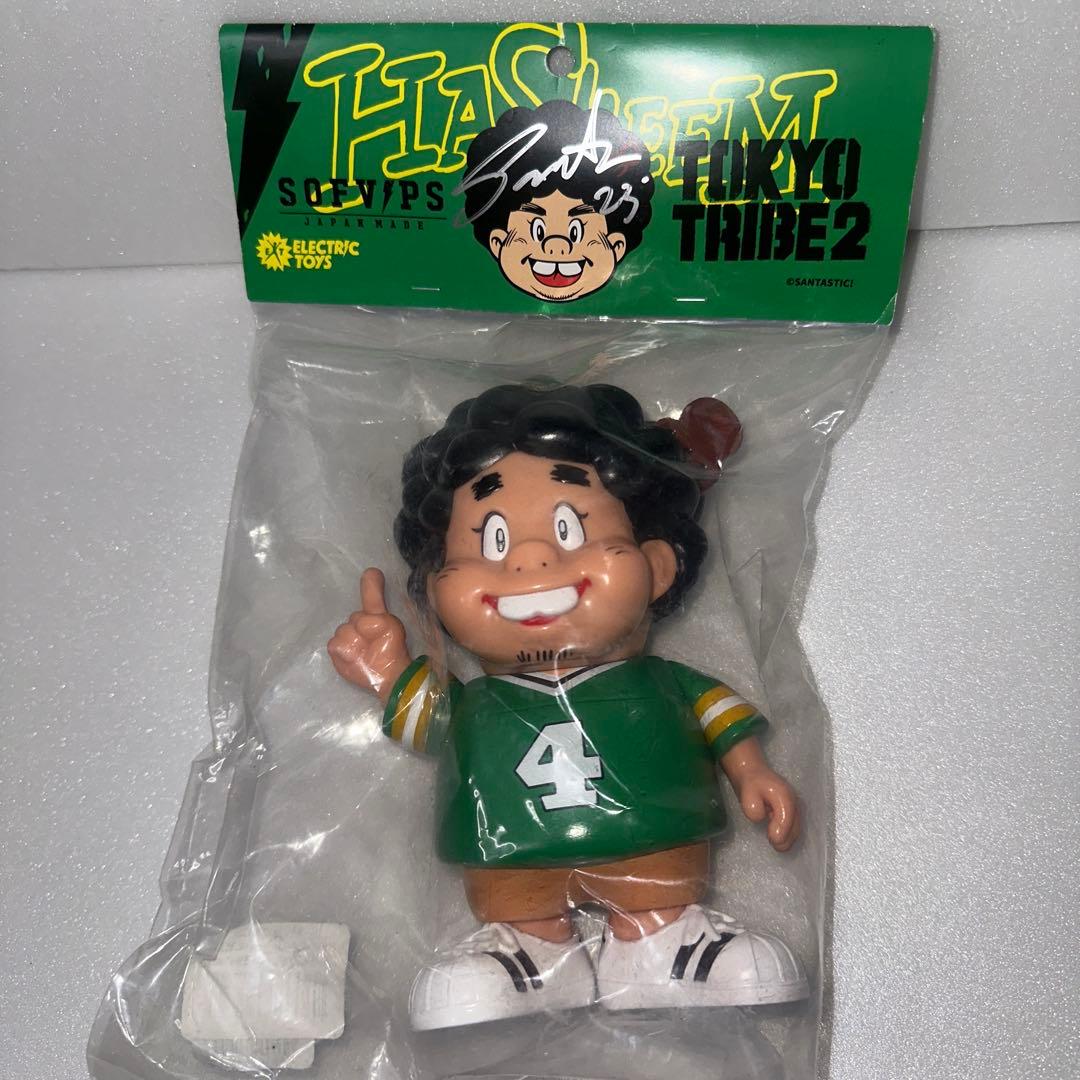 HASHEEM
SOFVIPS
JAPAN MADE
ELECTRIC
TOYS
23.
TOKYO
TRIBE2
©SANTASTIC!
4